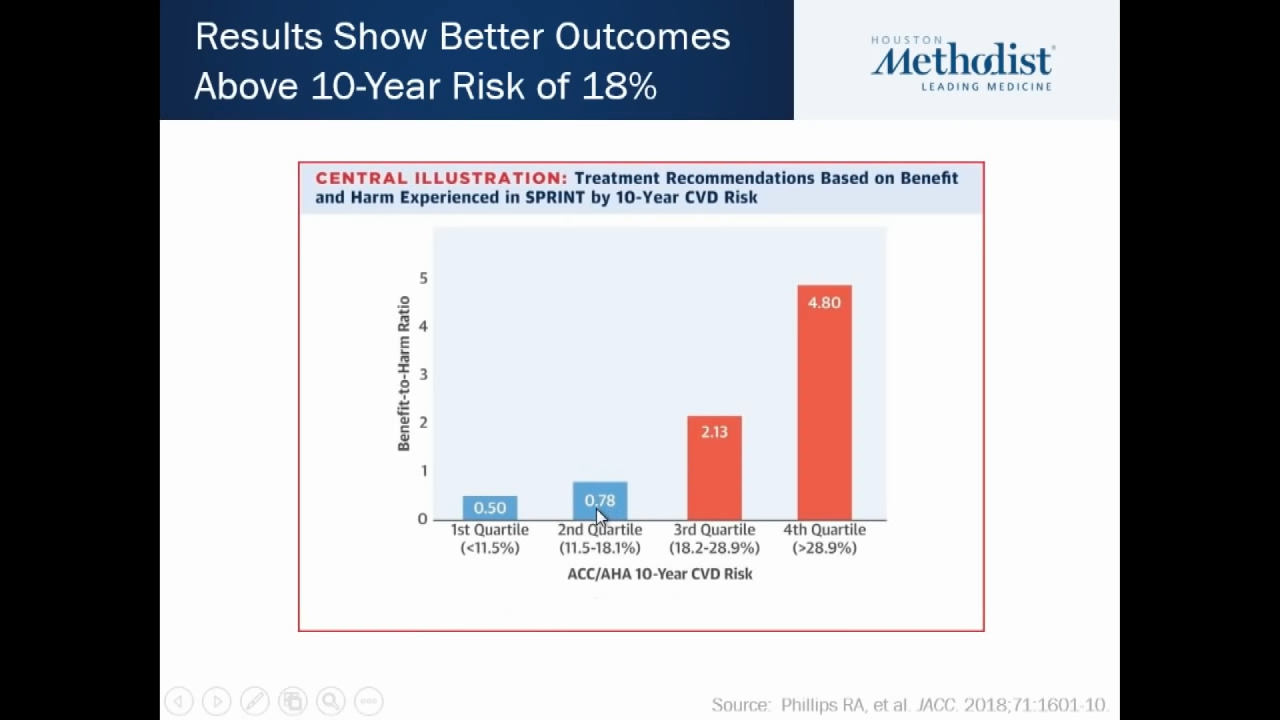 Results Show Better Outcomes
Above 10-Year Risk of 18%
HOUSTON
Methodist®
LEADING MEDICINE
CENTRAL ILLUSTRATION: Treatment Recommendations Based on Benefit
and Harm Experienced in SPRINT by 10-Year CVD Risk
Benefit-to-Harm Ratio
5
4
3
2
1
0
0.50
0.78
2.13
4.80
1st Quartile
(<11.5%)
2nd Quartile
(11.5-18.1%)
3rd Quartile
(18.2-28.9%)
4th Quartile
(>28.9%)
ACC/AHA 10-Year CVD Risk
Source: Phillips RA, et al. JACC. 2018;71:1601-10.